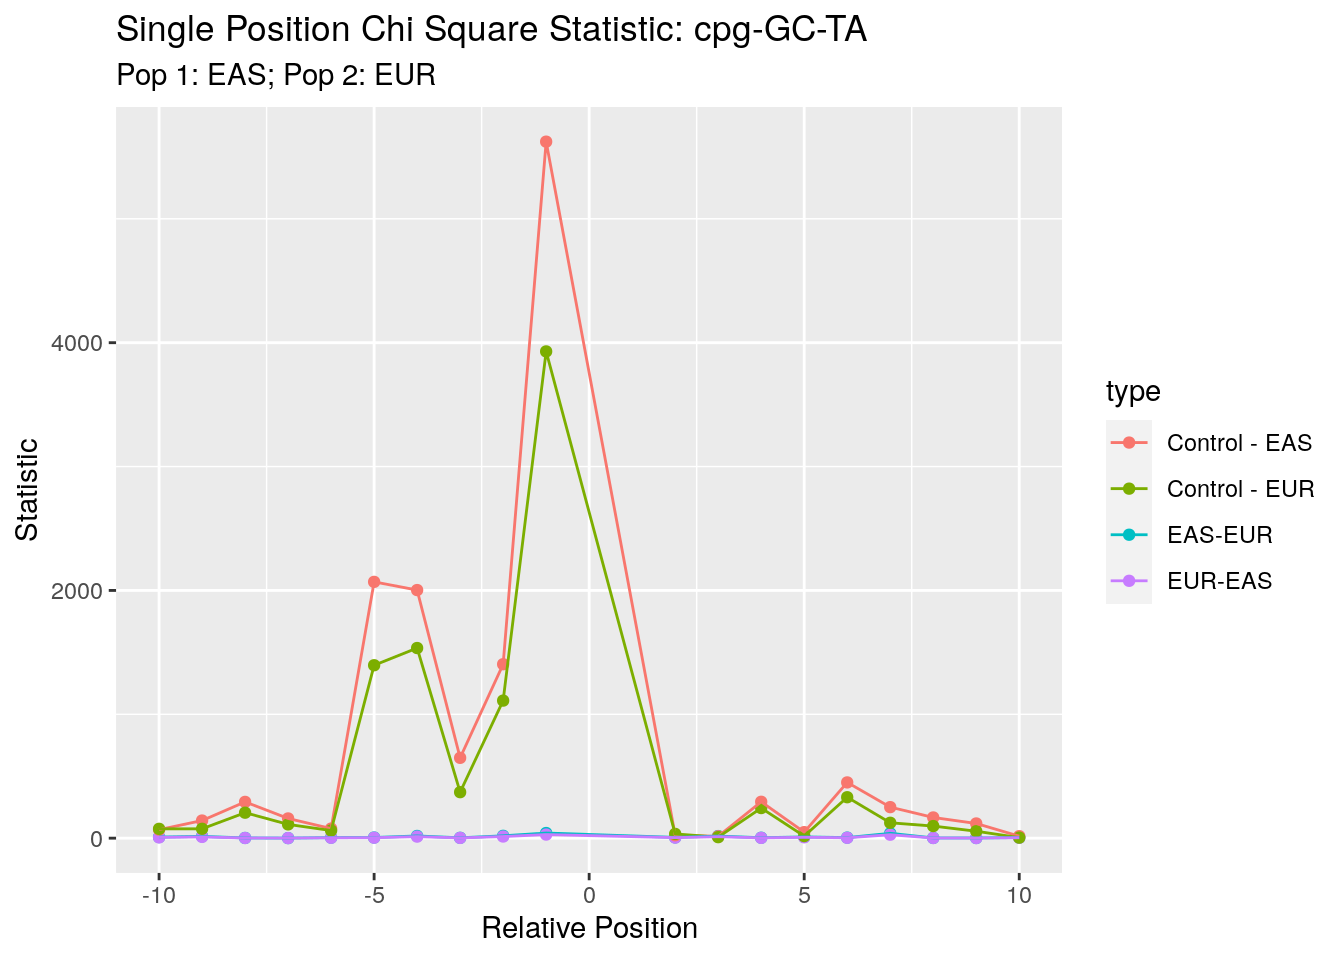 Single Position Chi Square Statistic: cpg-GC-TA
Pop 1: EAS; Pop 2: EUR
Statistic
4000
2000
0
-10
-5
0
5
10
Relative Position
type
Control - EAS
Control - EUR
EAS-EUR
EUR-EAS